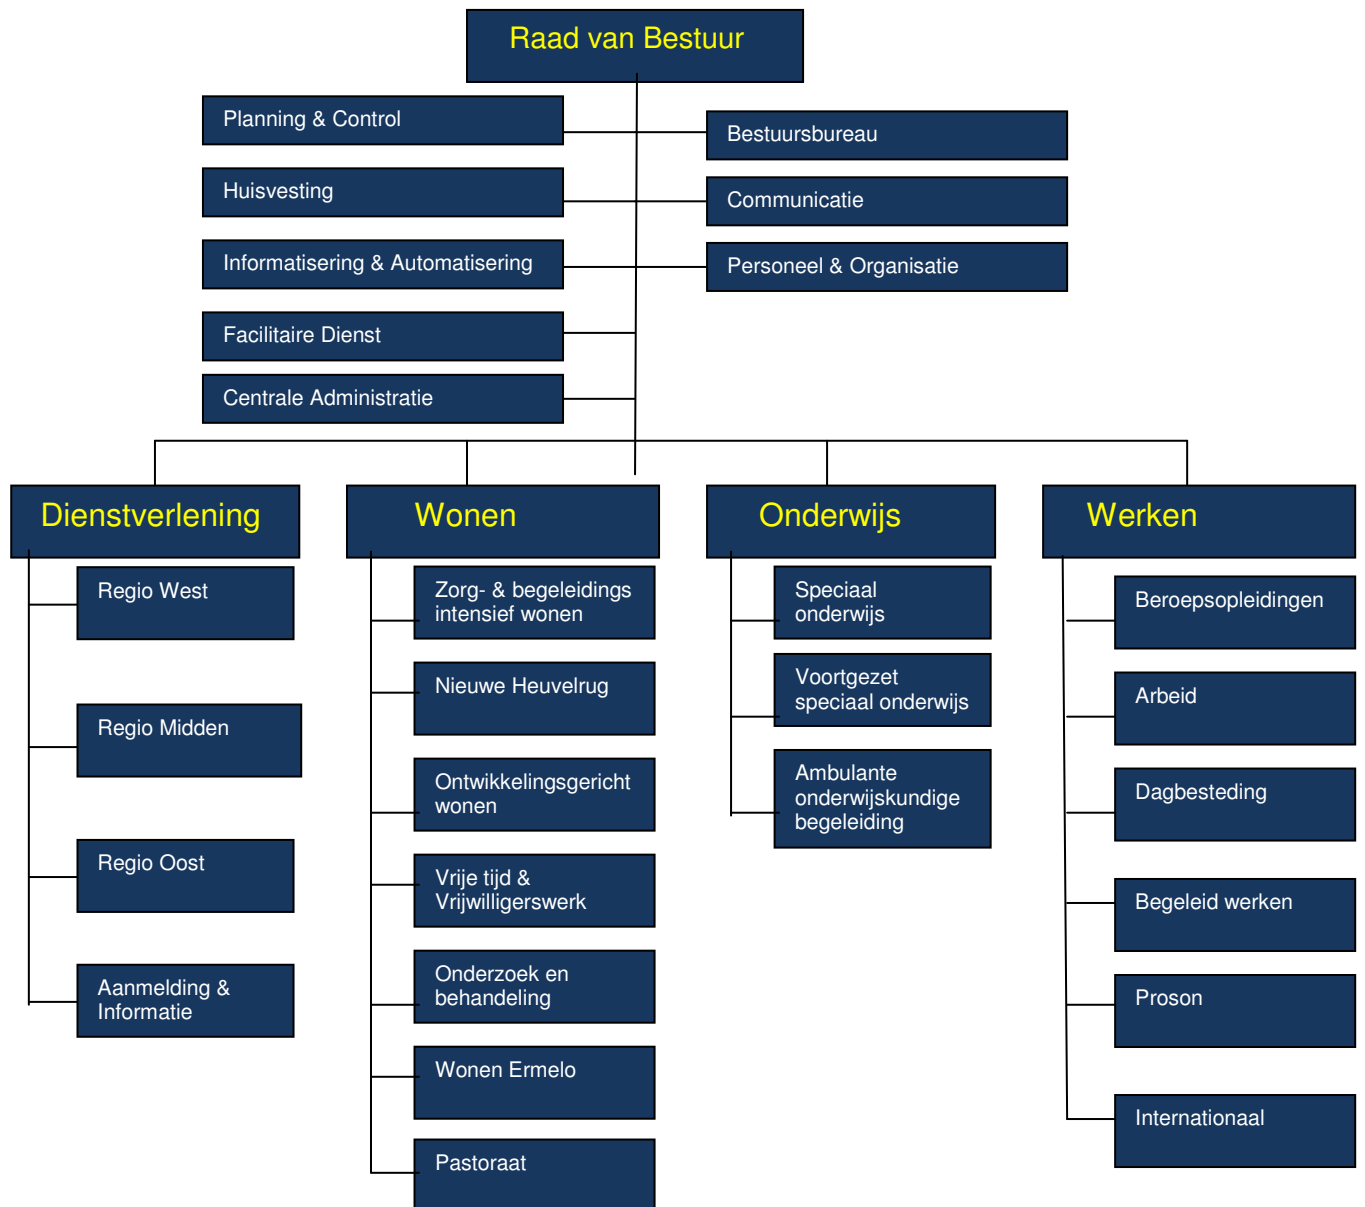 Raad van Bestuur
Planning & Control
Bestuursbureau
Huisvesting
Communicatie
Informatisering & Automatisering
Personeel & Organisatie
Facilitaire Dienst
Centrale Administratie
Dienstverlening
Regio West
Regio Midden
Regio Oost
Aanmelding &
Informatie
Wonen
Zorg- & begeleidings
intensief wonen
Nieuwe Heuvelrug
Ontwikkelingsgericht
wonen
Vrije tijd &
Vrijwilligerswerk
Onderzoek en
behandeling
Wonen Ermelo
Pastoraat
Onderwijs
Speciaal
onderwijs
Voortgezet
speciaal onderwijs
Ambulante
onderwijskundige
begeleiding
Werken
Beroepsopleidingen
Arbeid
Dagbesteding
Begeleid werken
Proson
Internationaal